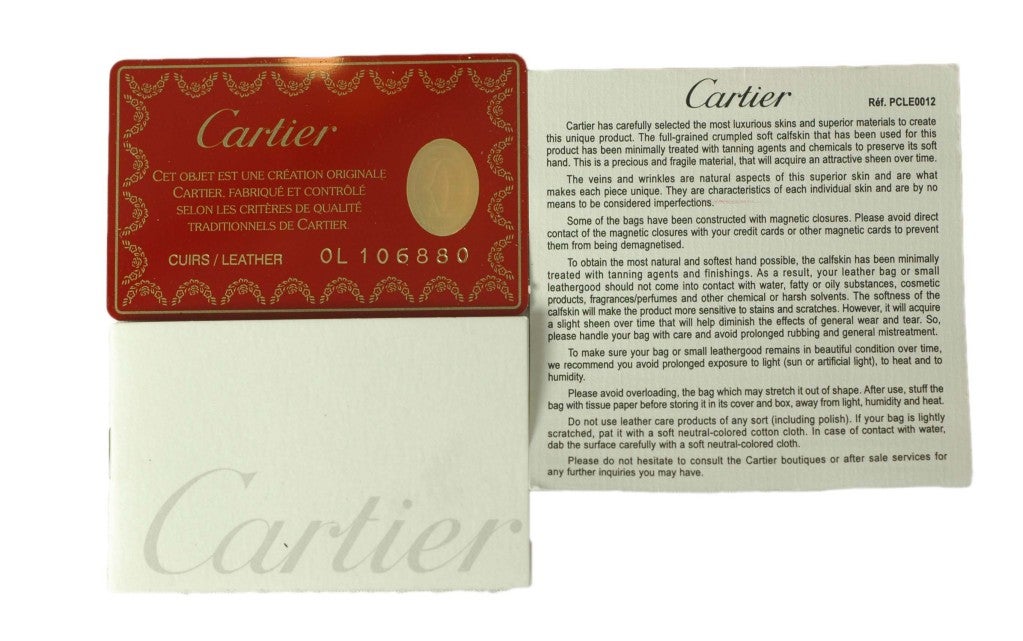 Cartier
CET OBJET EST UNE CRÉATION ORIGINALE
CARTIER. FABRIQUÉ ET CONTRÔLÉ
SELON LES CRITÈRES DE QUALITÉ
TRADITIONNELS DE CARTIER.
CUIRS / LEATHER OL 106880
Cartier
Cartier
Réf. PCLE0012
Cartier has carefully selected the most luxurious skins and superior materials to create
this unique product. The full-grained crumpled soft calfskin that has been used for this
product has been minimally treated with tanning agents and chemicals to preserve its soft
hand. This is a precious and fragile material, that will acquire an attractive sheen over time.
The veins and wrinkles are natural aspects of this superior skin and are what
makes each piece unique. They are characteristics of each individual skin and are by no
means to be considered imperfections.
Some of the bags have been constructed with magnetic closures. Please avoid direct
contact of the magnetic closures with your credit cards or other magnetic cards to prevent
them from being demagnetised.
To obtain the most natural and softest hand possible, the calfskin has been minimally
treated with tanning agents and finishings. As a result, your leather bag or small
leathergood should not come into contact with water, fatty or oily substances, cosmetic
products, fragrances/perfumes and other chemical or harsh solvents. The softness of the
calfskin will make the product more sensitive to stains and scratches. However, it will acquire
a slight sheen over time that will help diminish the effects of general wear and tear. So,
please handle your bag with care and avoid prolonged rubbing and general mistreatment.
To make sure your bag or small leathergood remains in beautiful condition over time,
we recommend you avoid prolonged exposure to light (sun or artificial light), to heat and to
humidity.
Please avoid overloading, the bag which may stretch it out of shape. After use, stuff the
bag with tissue paper before storing it in its cover and box, away from light, humidity and heat.
Do not use leather care products of any sort (including polish). If your bag is lightly
scratched, pat it with a soft neutral-colored cotton cloth. In case of contact with water,
dab the surface carefully with a soft neutral-colored cloth.
Please do not hesitate to consult the Cartier boutiques or after sale services for
any further inquiries you may have.